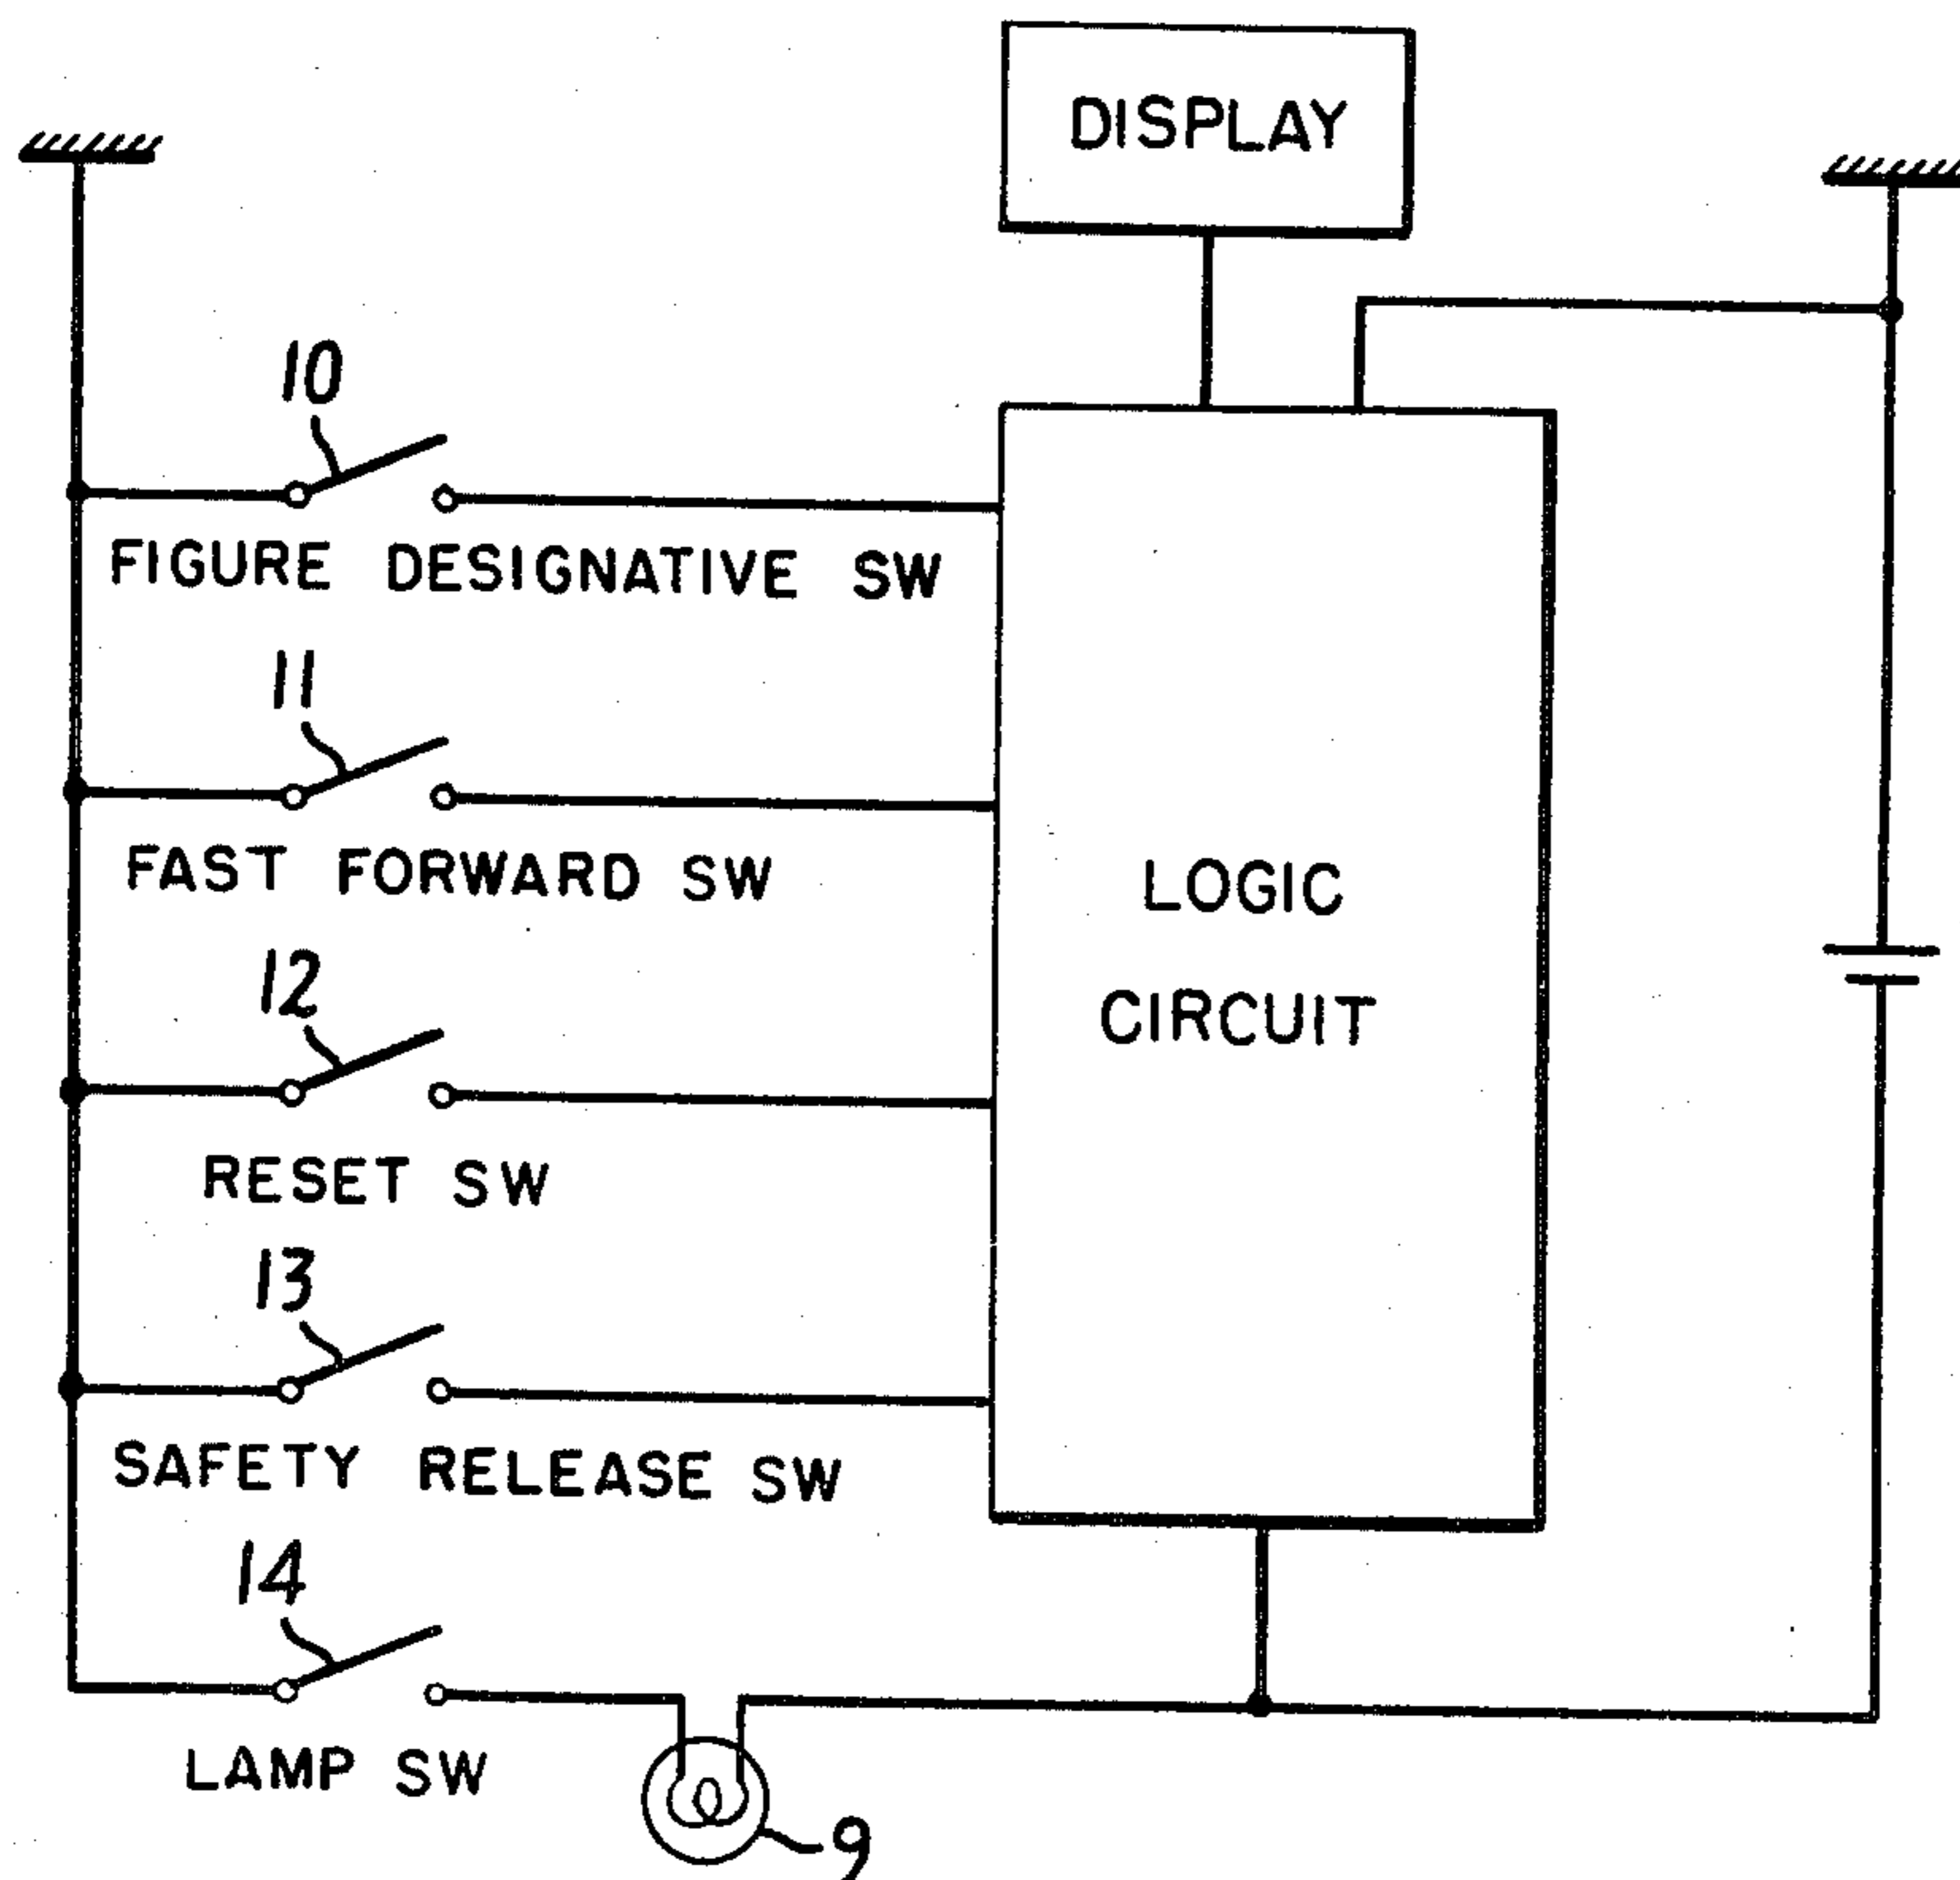 DISPLAY
10
FIGURE DESIGNATIVE SW
11
FAST FORWARD SW
LOGIC
CIRCUIT
12
RESET SW
13
SAFETY RELEASE SW
14
LAMP SW
9